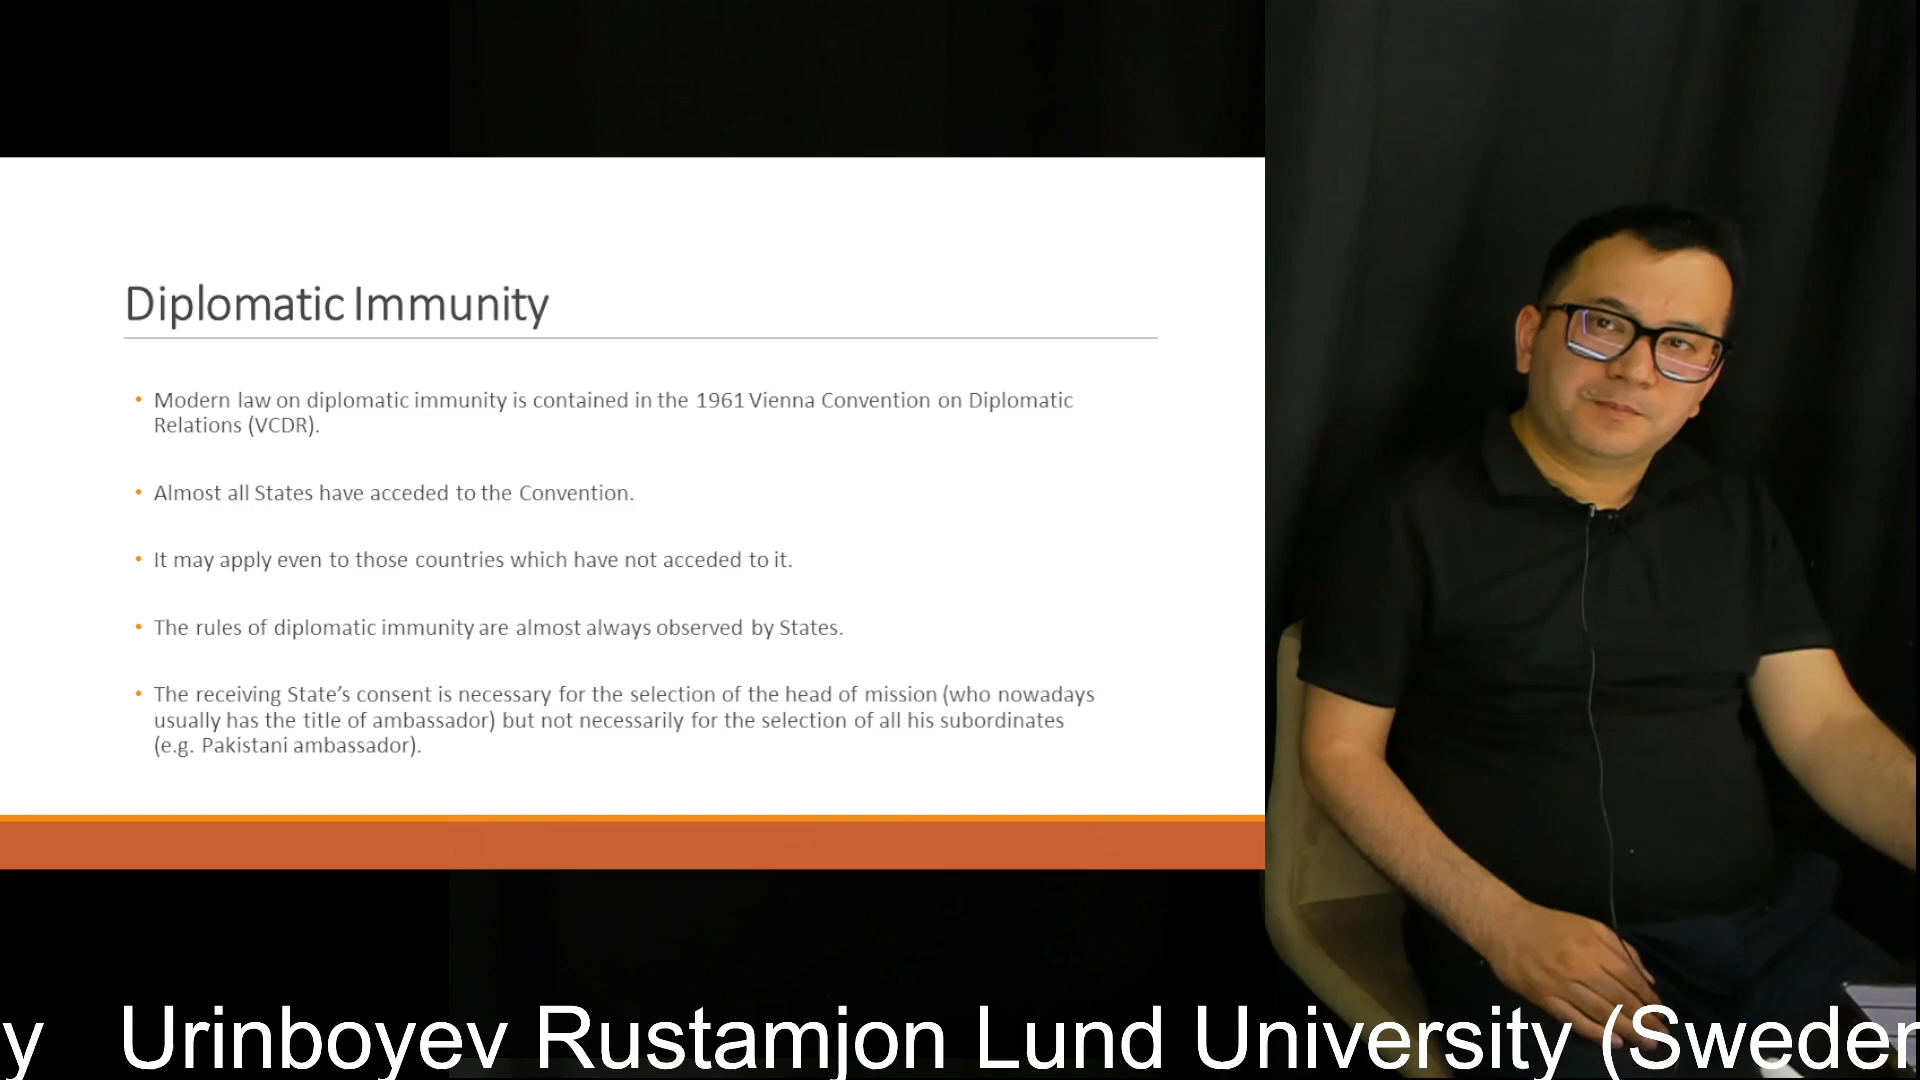 Diplomatic Immunity
• Modern law on diplomatic immunity is contained in the 1961 Vienna Convention on Diplomatic
Relations (VCDR).
• Almost all States have acceded to the Convention.
• It may apply even to those countries which have not acceded to it.
• The rules of diplomatic immunity are almost always observed by States.
• The receiving State’s consent is necessary for the selection of the head of mission (who nowadays
usually has the title of ambassador) but not necessarily for the selection of all his subordinates
(e.g. Pakistani ambassador).
y Urinboyev Rustamjon Lund University (Sweden